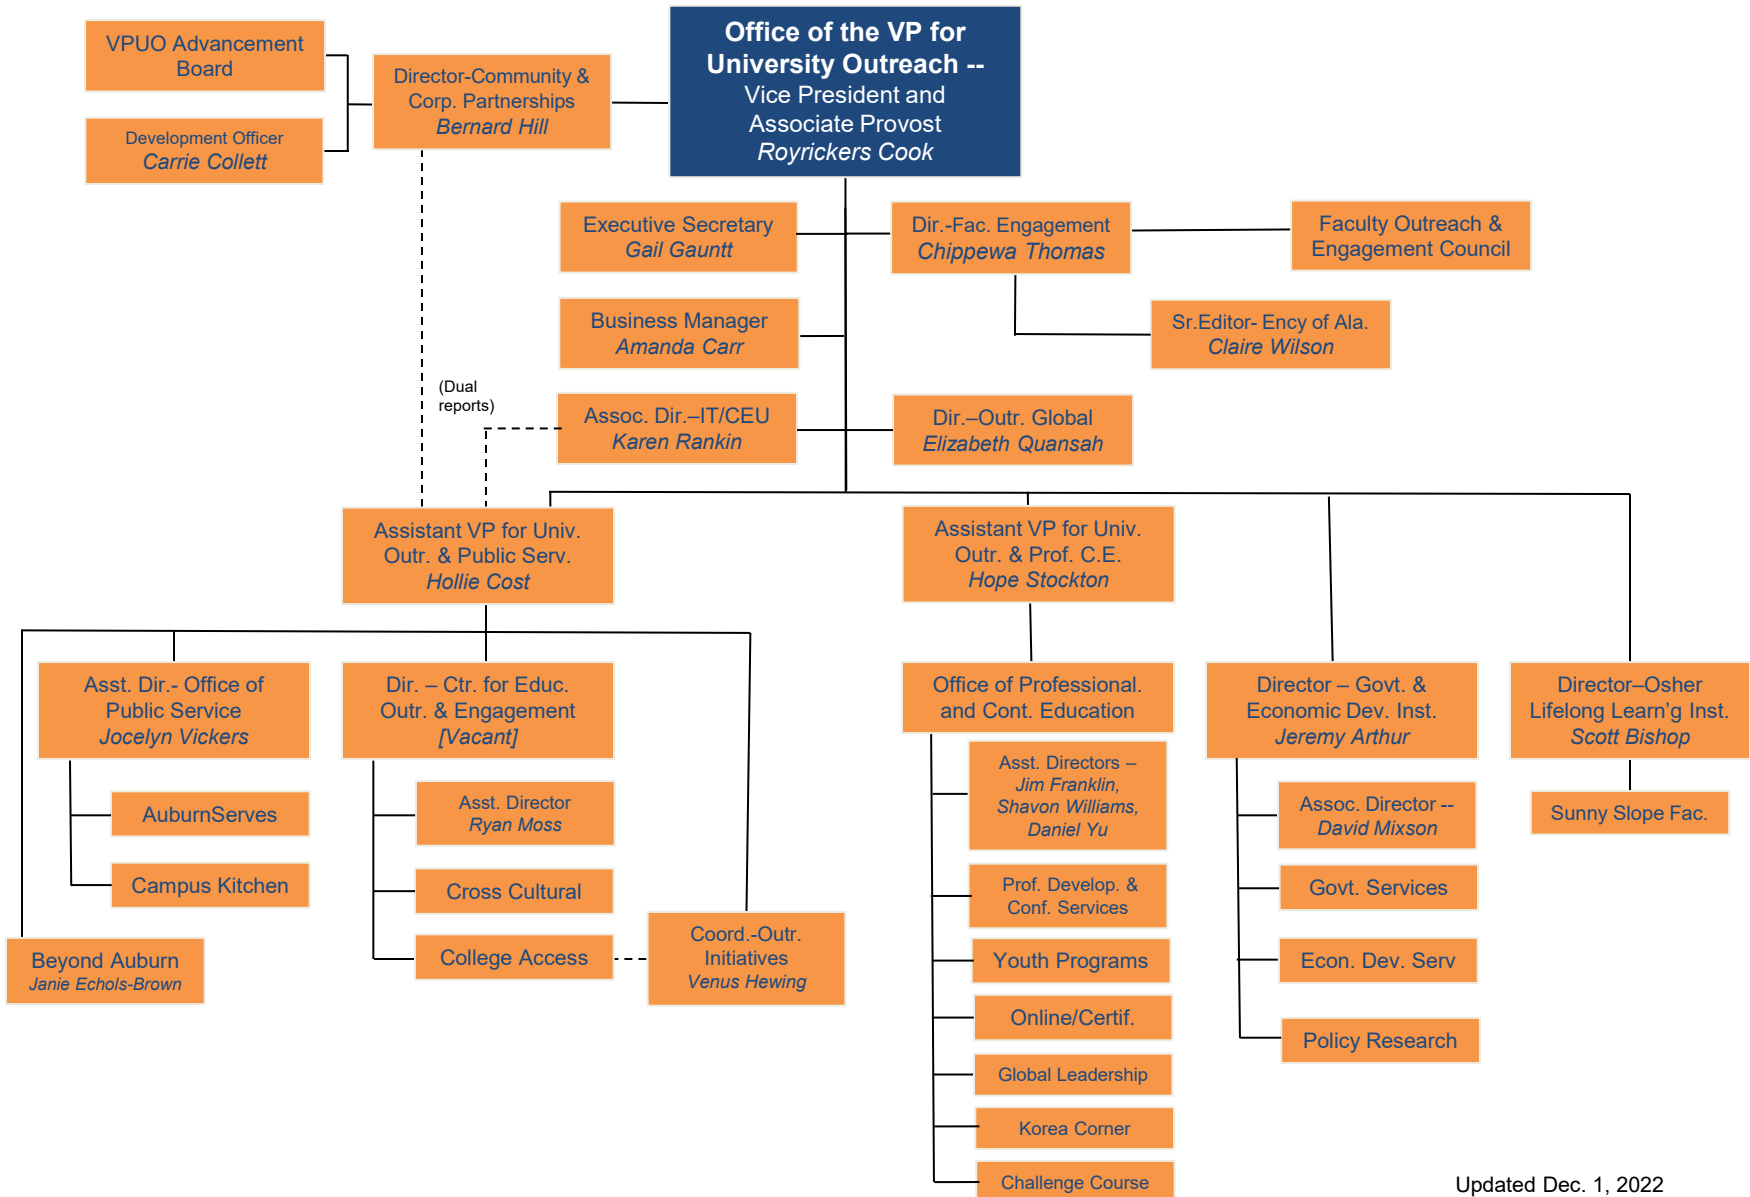 Office of the VP for
University Outreach --
Vice President and
Associate Provost
Royrickers Cook
VPUO Advancement
Board
Director-Community &
Corp. Partnerships
Bernard Hill
Development Officer
Carrie Collett
Executive Secretary
Gail Gauntt
Dir.-Fac. Engagement
Chippewa Thomas
Faculty Outreach &
Engagement Council
Business Manager
Amanda Carr
Sr.Editor- Ency of Ala.
Claire Wilson
(Dual
reports)
Assoc. Dir.–IT/CEU
Karen Rankin
Dir.–Outr. Global
Elizabeth Quansah
Assistant VP for Univ.
Outr. & Public Serv.
Hollie Cost
Assistant VP for Univ.
Outr. & Prof. C.E.
Hope Stockton
Asst. Dir.- Office of
Public Service
Jocelyn Vickers
Dir. – Ctr. for Educ.
Outr. & Engagement
[Vacant]
Office of Professional.
and Cont. Education
Director – Govt. &
Economic Dev. Inst.
Jeremy Arthur
Director–Osher
Lifelong Learn'g Inst.
Scott Bishop
AuburnServes
Campus Kitchen
Beyond Auburn
Janie Echols-Brown
Asst. Director
Ryan Moss
Cross Cultural
College Access
Coord.-Outr.
Initiatives
Venus Hewing
Asst. Directors –
Jim Franklin,
Shavon Williams,
Daniel Yu
Prof. Develop. &
Conf. Services
Youth Programs
Online/Certif.
Global Leadership
Korea Corner
Challenge Course
Assoc. Director --
David Mixson
Govt. Services
Econ. Dev. Serv
Policy Research
Sunny Slope Fac.
Updated Dec. 1, 2022